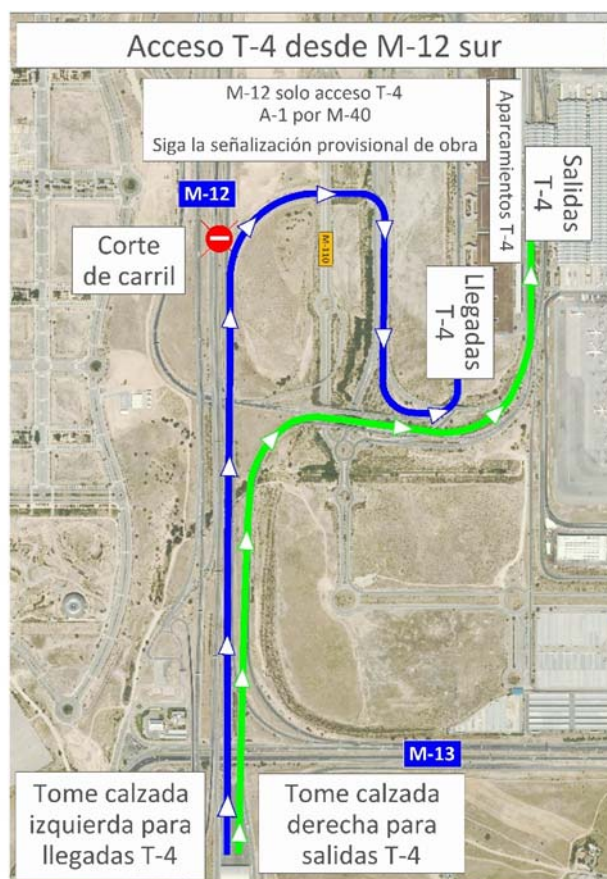 Acceso T-4 desde M-12 sur
M-12 solo acceso T-4
A-1 por M-40
Siga la señalización provisional de obra
Aparcamientos T-4
Salidas
T-4
M-12
Corte
de carril
M-110
Llegadas
T-4
M-13
Tome calzada
izquierda para
llegadas T-4
Tome calzada
derecha para
salidas T-4